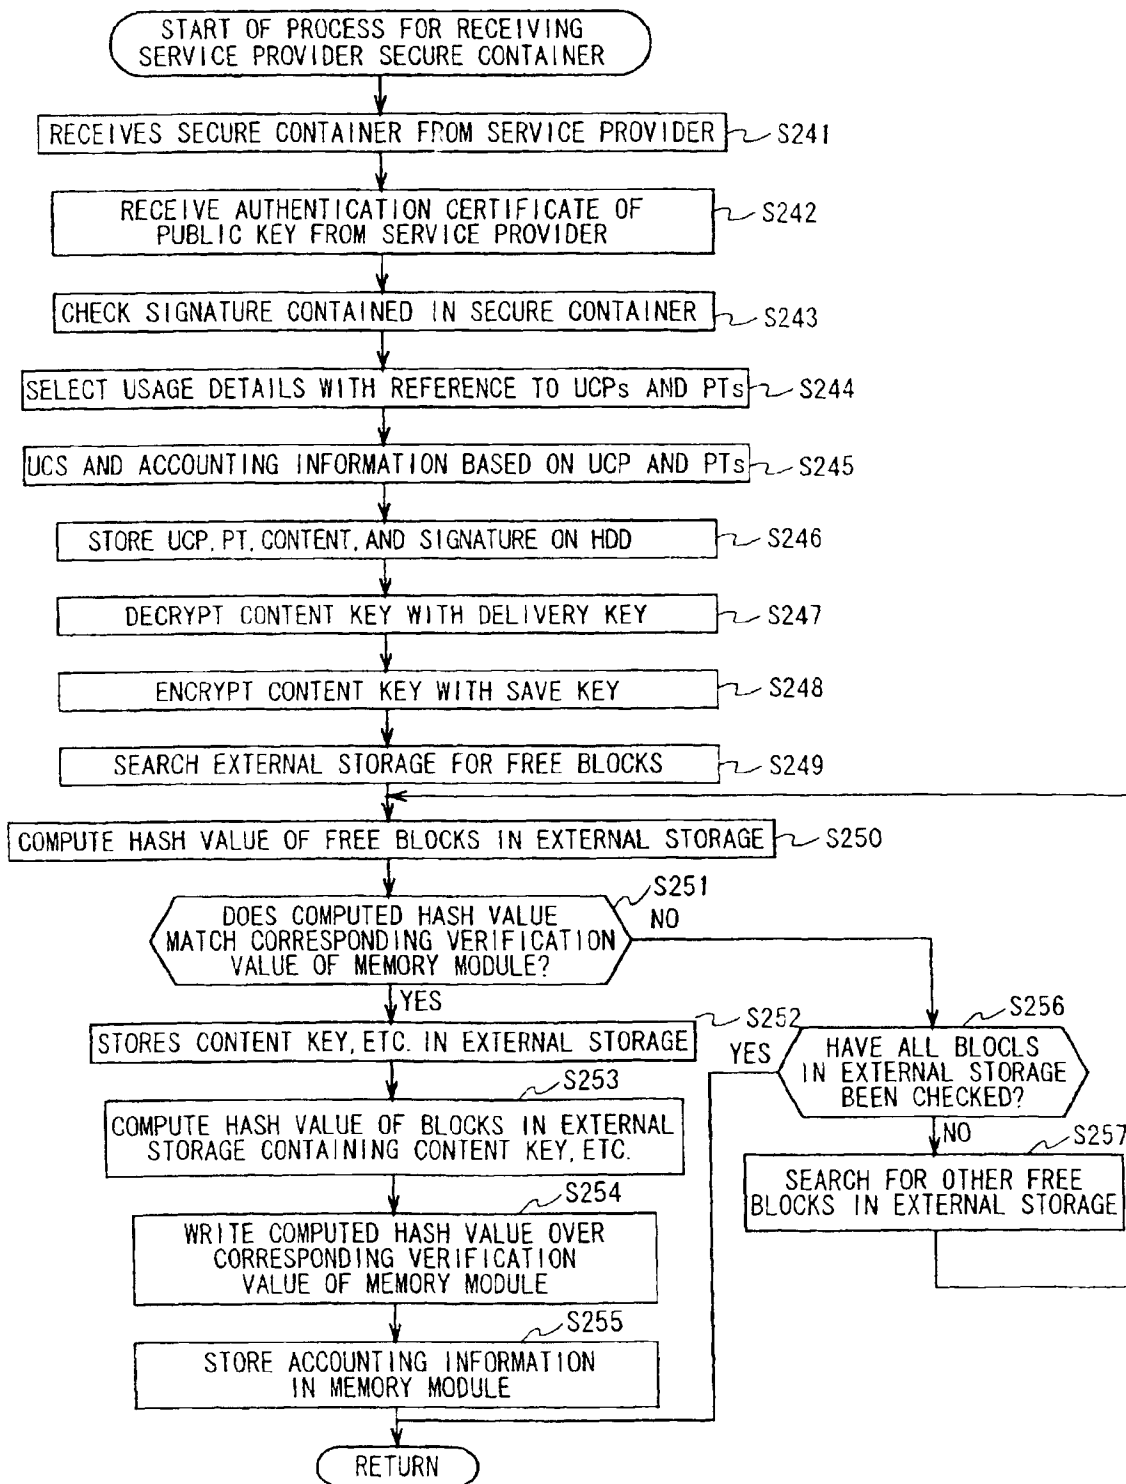 START OF PROCESS FOR RECEIVING
SERVICE PROVIDER SECURE CONTAINER
RECEIVES SECURE CONTAINER FROM SERVICE PROVIDER
S241
RECEIVE AUTHENTICATION CERTIFICATE OF
PUBLIC KEY FROM SERVICE PROVIDER
S242
CHECK SIGNATURE CONTAINED IN SECURE CONTAINER
S243
SELECT USAGE DETAILS WITH REFERENCE TO UCPs AND PTs
S244
UCS AND ACCOUNTING INFORMATION BASED ON UCP AND PTs
S245
STORE UCP, PT, CONTENT, AND SIGNATURE ON HDD
S246
DECRYPT CONTENT KEY WITH DELIVERY KEY
S247
ENCRYPT CONTENT KEY WITH SAVE KEY
S248
SEARCH EXTERNAL STORAGE FOR FREE BLOCKS
S249
COMPUTE HASH VALUE OF FREE BLOCKS IN EXTERNAL STORAGE
S250
S251
DOES COMPUTED HASH VALUE
MATCH CORRESPONDING VERIFICATION
VALUE OF MEMORY MODULE?
NO
YES
S252
STORES CONTENT KEY, ETC. IN EXTERNAL STORAGE
S256
HAVE ALL BLOCLS
IN EXTERNAL STORAGE
BEEN CHECKED?
YES
NO
S253
COMPUTE HASH VALUE OF BLOCKS IN EXTERNAL
STORAGE CONTAINING CONTENT KEY, ETC.
S257
SEARCH FOR OTHER FREE
BLOCKS IN EXTERNAL STORAGE
S254
WRITE COMPUTED HASH VALUE OVER
CORRESPONDING VERIFICATION
VALUE OF MEMORY MODULE
S255
STORE ACCOUNTING INFORMATION
IN MEMORY MODULE
RETURN